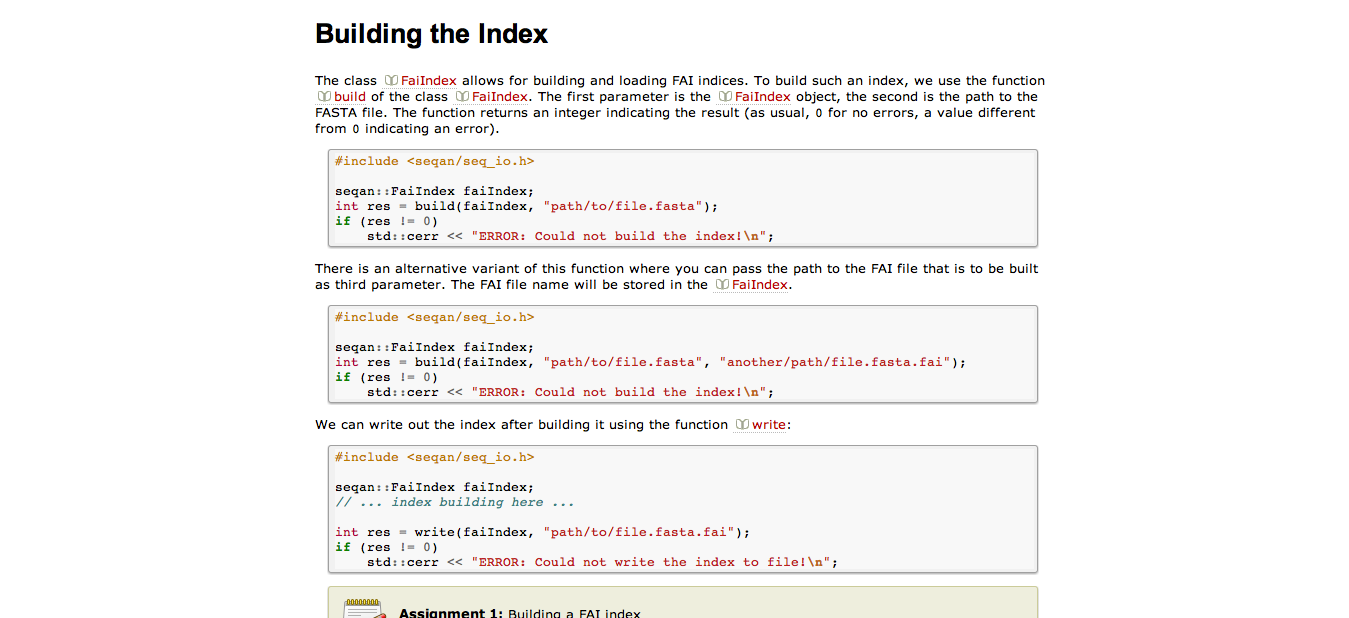 Building the Index
The class FaiIndex allows for building and loading FAI indices. To build such an index, we use the function
build of the class FaiIndex. The first parameter is the FaiIndex object, the second is the path to the
FASTA file. The function returns an integer indicating the result (as usual, 0 for no errors, a value different
from 0 indicating an error).
#include <seqan/seq_io.h>
seqan::FaiIndex faiIndex;
int res = build(faiIndex, "path/to/file.fasta");
if (res != 0)
    std::cerr << "ERROR: Could not build the index!\n";
There is an alternative variant of this function where you can pass the path to the FAI file that is to be built
as third parameter. The FAI file name will be stored in the FaiIndex.
#include <seqan/seq_io.h>
seqan::FaiIndex faiIndex;
int res = build(faiIndex, "path/to/file.fasta", "another/path/file.fasta.fai");
if (res != 0)
    std::cerr << "ERROR: Could not build the index!\n";
We can write out the index after building it using the function write:
#include <seqan/seq_io.h>
seqan::FaiIndex faiIndex;
// ... index building here ...
int res = write(faiIndex, "path/to/file.fasta.fai");
if (res != 0)
    std::cerr << "ERROR: Could not write the index to file!\n";
Assignment 1: Building a FAI index